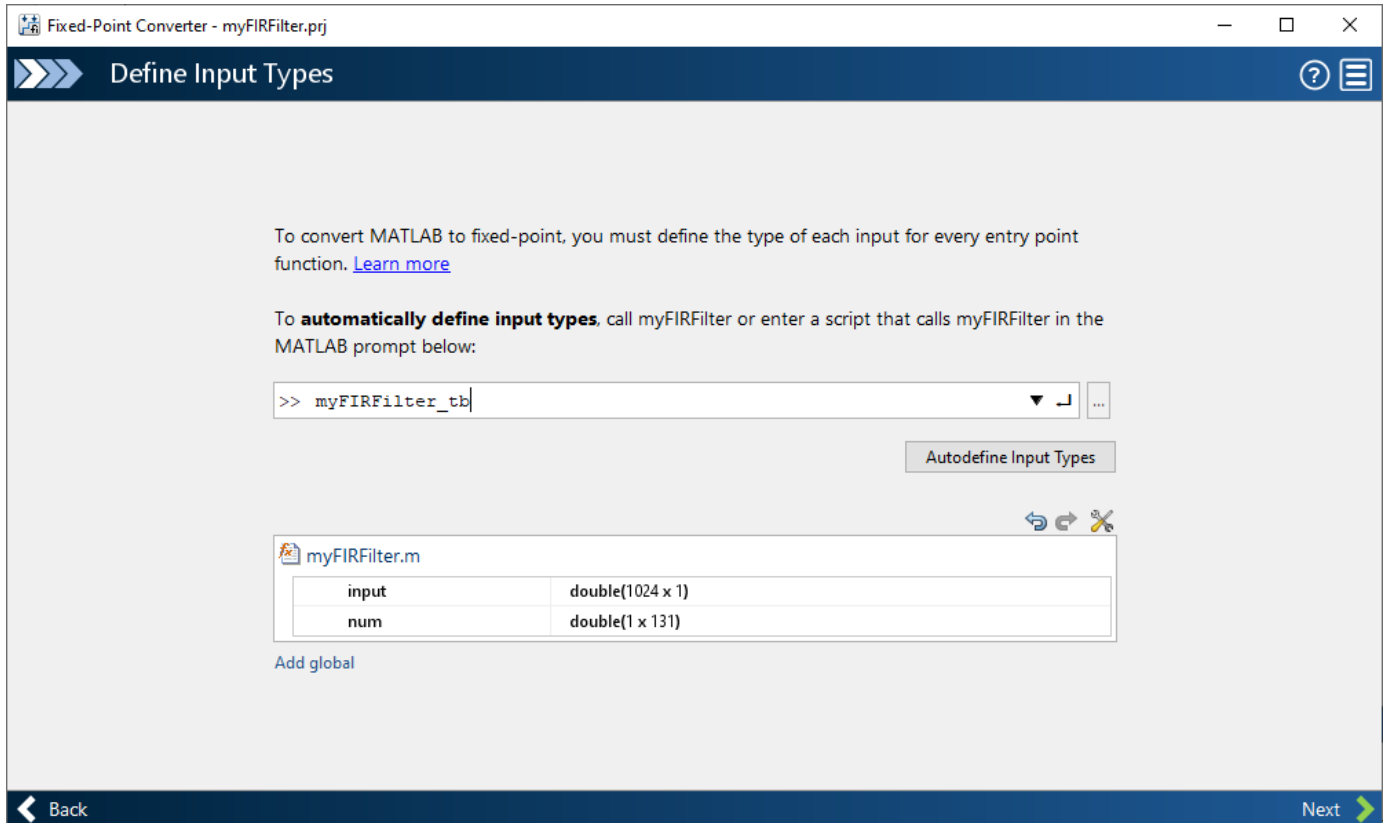 Fixed-Point Converter - myFIRFilter.prj
Define Input Types
To convert MATLAB to fixed-point, you must define the type of each input for every entry point
function. Learn more
To automatically define input types, call myFIRFilter or enter a script that calls myFIRFilter in the
MATLAB prompt below:
>> myFIRFilter_tb
...
Autodefine Input Types
myFIRFilter.m
input double(1024 x 1)
num double(1 x 131)
Add global
Back Next